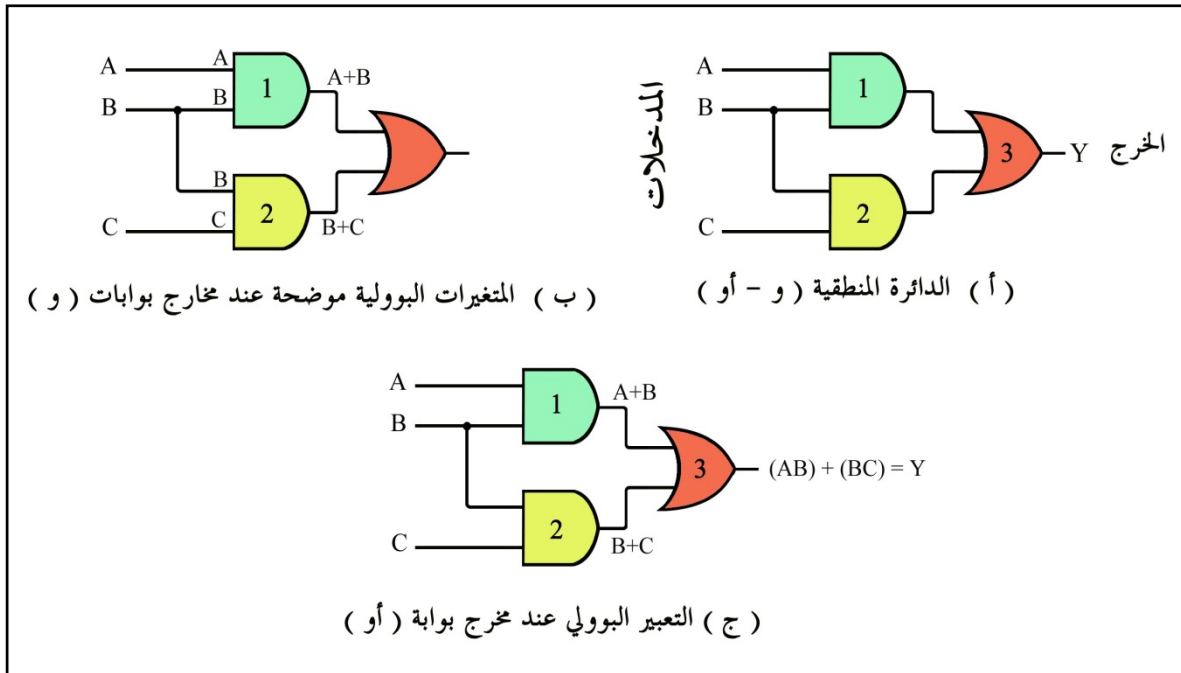 المدخلات
A
B
C
1
2
3
Y
الخرج
( أ ) الدائرة المنطقية ( و - أو )
A
B
C
A
B
B
C
1
2
A+B
B+C
( ب ) المتغيرات البوولية موضحة عند مخارج بوابات ( و )
A
B
C
1
2
A+B
B+C
3
(AB) + (BC) = Y
( ج ) التعبير البوولي عند مخرج بوابة ( أو )